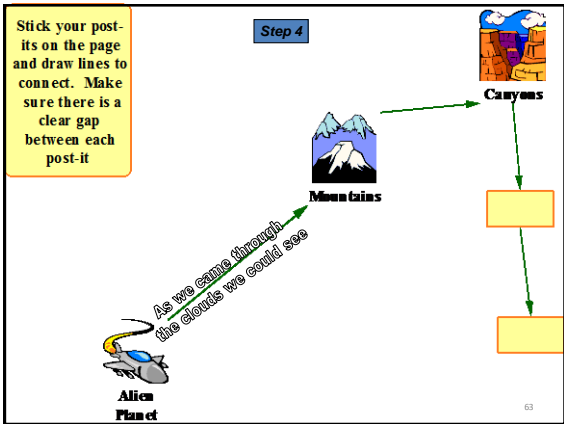 Stick your post-
its on the page
and draw lines to
connect. Make
sure there is a
clear gap
between each
post-it
Step 4
Canyons
Mountains
As we came through
the clouds we could see
Alien
Planet
63